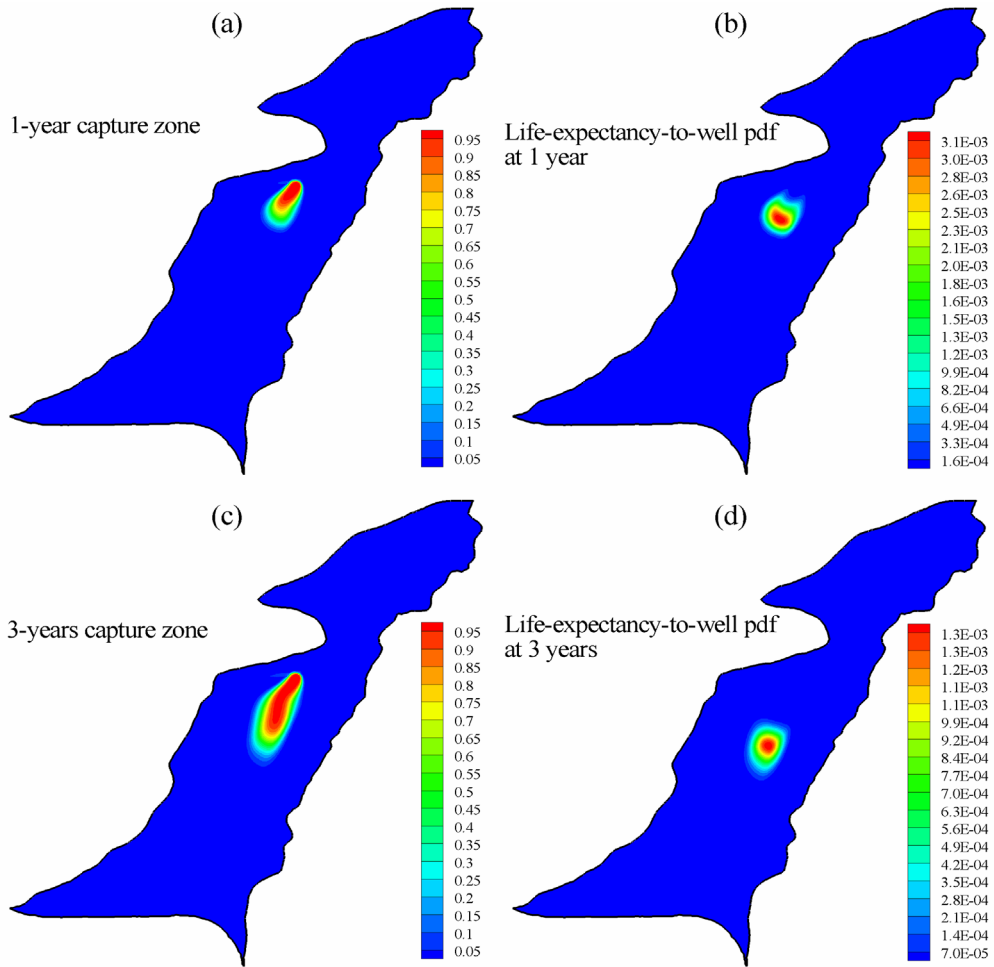 (a)
1-year capture zone
0.95
0.9
0.85
0.8
0.75
0.7
0.65
0.6
0.55
0.5
0.45
0.4
0.35
0.3
0.25
0.2
0.15
0.1
0.05
(b)
Life-expectancy-to-well pdf
at 1 year
3.1E-03
3.0E-03
2.8E-03
2.6E-03
2.5E-03
2.3E-03
2.1E-03
2.0E-03
1.8E-03
1.6E-03
1.5E-03
1.3E-03
1.2E-03
9.9E-04
8.2E-04
6.6E-04
4.9E-04
3.3E-04
1.6E-04
(c)
3-years capture zone
0.95
0.9
0.85
0.8
0.75
0.7
0.65
0.6
0.55
0.5
0.45
0.4
0.35
0.3
0.25
0.2
0.15
0.1
0.05
(d)
Life-expectancy-to-well pdf
at 3 years
1.3E-03
1.3E-03
1.2E-03
1.1E-03
1.1E-03
9.9E-04
9.2E-04
8.4E-04
7.7E-04
7.0E-04
6.3E-04
5.6E-04
4.9E-04
4.2E-04
3.5E-04
2.8E-04
2.1E-04
1.4E-04
7.0E-05